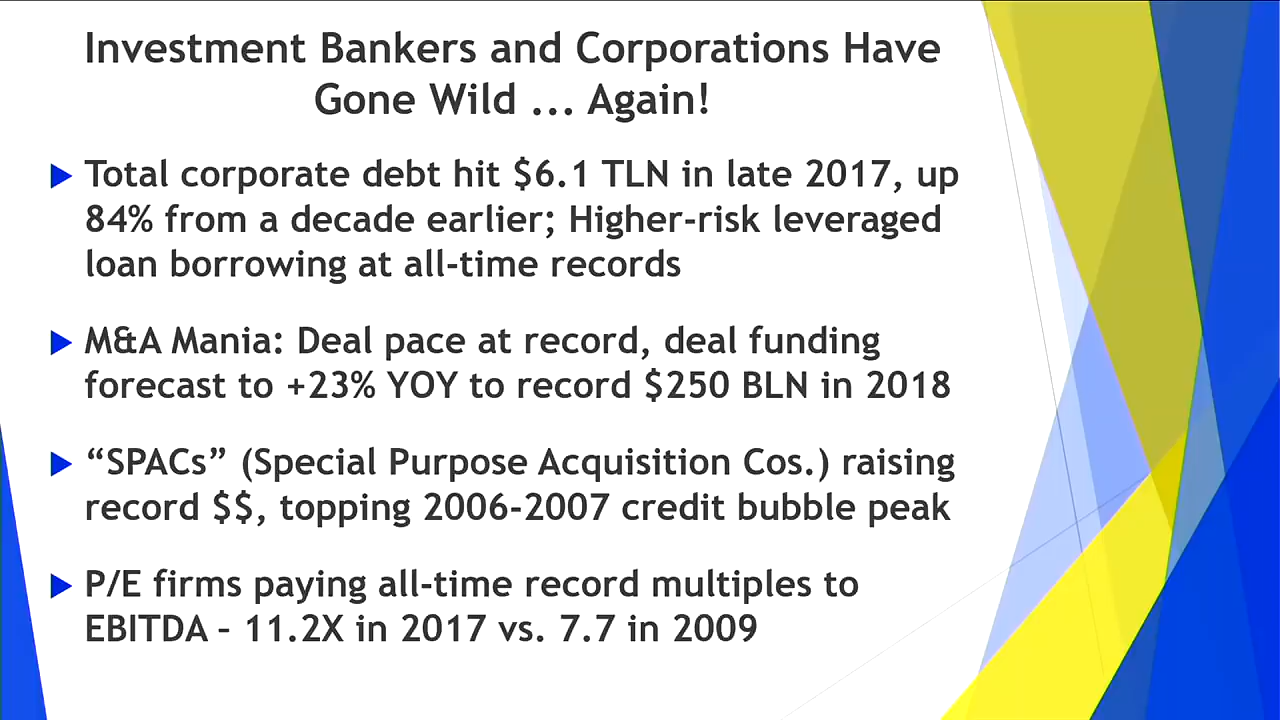 Investment Bankers and Corporations Have
Gone Wild ... Again!
Total corporate debt hit $6.1 TLN in late 2017, up
84% from a decade earlier; Higher-risk leveraged
loan borrowing at all-time records
M&A Mania: Deal pace at record, deal funding
forecast to +23% YOY to record $250 BLN in 2018
“SPACs” (Special Purpose Acquisition Cos.) raising
record $$, topping 2006-2007 credit bubble peak
P/E firms paying all-time record multiples to
EBITDA – 11.2X in 2017 vs. 7.7 in 2009